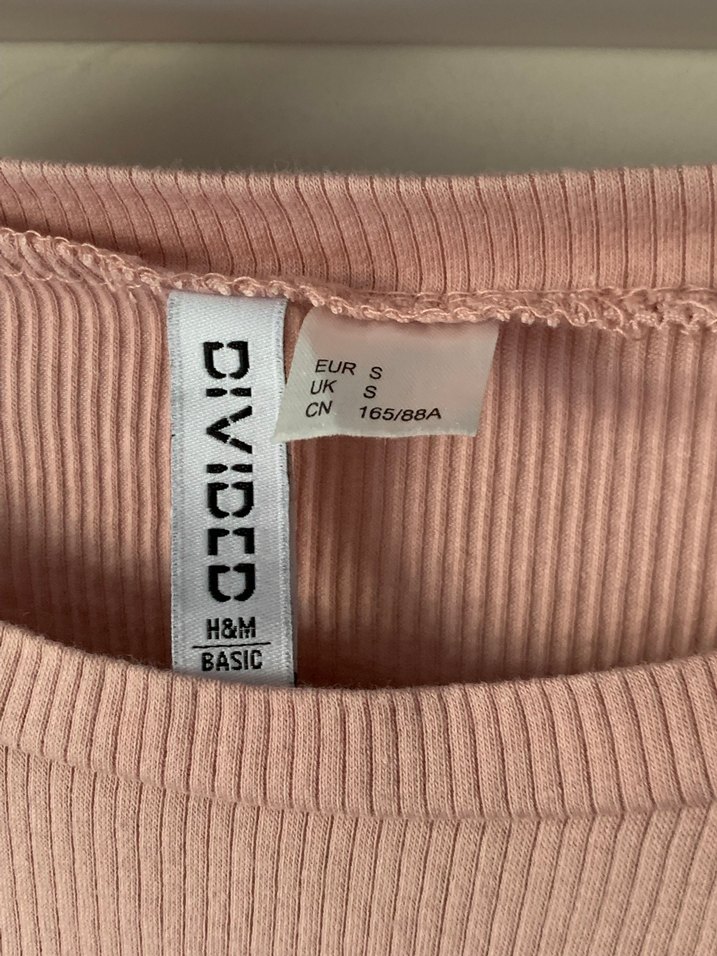 DIVIDED
H&M
BASIC
EUR S
UK S
CN 165/88A